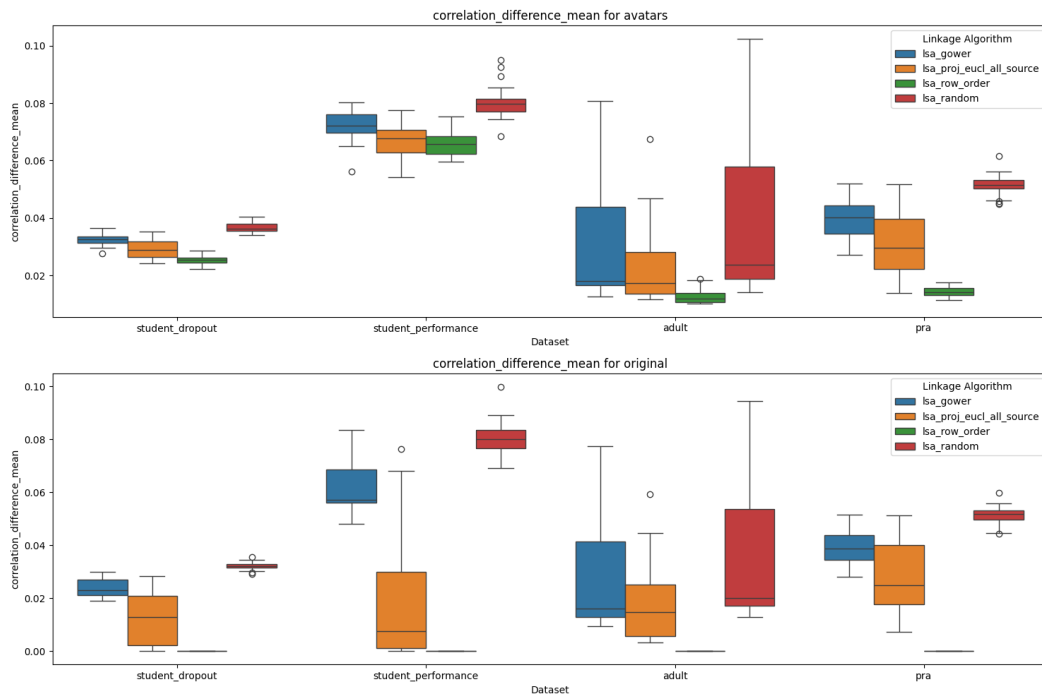 correlation_difference_mean for avatars
correlation_difference_mean
0.10
0.08
0.06
0.04
0.02
Linkage Algorithm
lsa_gower
lsa_proj_eucl_all_source
lsa_row_order
lsa_random
student_dropout
student_performance
adult
pra
Dataset
correlation_difference_mean for original
correlation_difference_mean
0.10
0.08
0.06
0.04
0.02
0.00
Linkage Algorithm
lsa_gower
lsa_proj_eucl_all_source
lsa_row_order
lsa_random
student_dropout
student_performance
adult
pra
Dataset